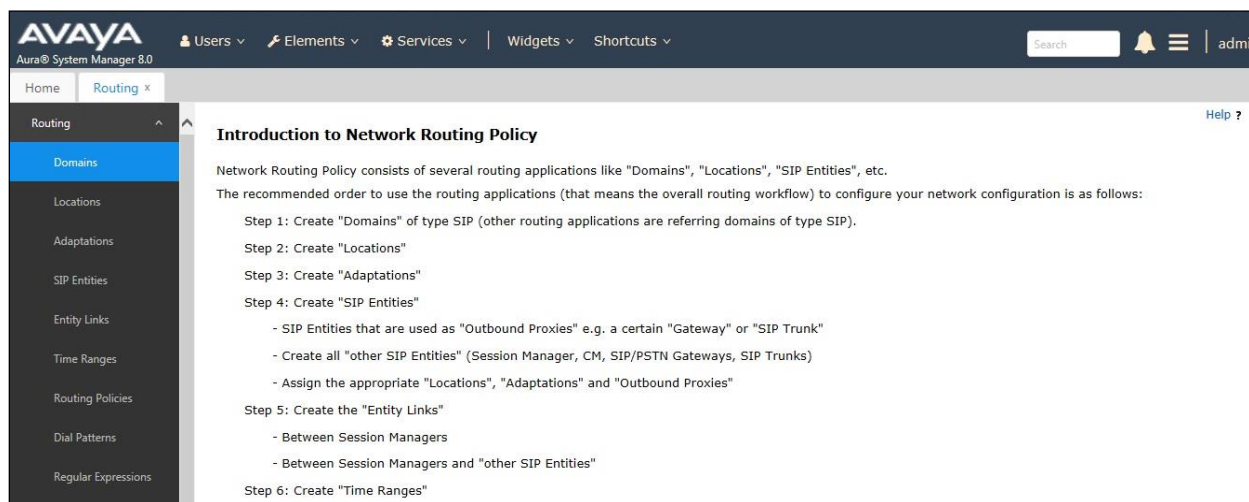 AVAYA
Aura® System Manager 8.0
Users
Elements
Services
Widgets
Shortcuts
Search
admi
Home
Routing x
Help ?
Routing
Domains
Locations
Adaptations
SIP Entities
Entity Links
Time Ranges
Routing Policies
Dial Patterns
Regular Expressions
Introduction to Network Routing Policy
Network Routing Policy consists of several routing applications like "Domains", "Locations", "SIP Entities", etc.
The recommended order to use the routing applications (that means the overall routing workflow) to configure your network configuration is as follows:
Step 1: Create "Domains" of type SIP (other routing applications are referring domains of type SIP).
Step 2: Create "Locations"
Step 3: Create "Adaptations"
Step 4: Create "SIP Entities"
- SIP Entities that are used as "Outbound Proxies" e.g. a certain "Gateway" or "SIP Trunk"
- Create all "other SIP Entities" (Session Manager, CM, SIP/PSTN Gateways, SIP Trunks)
- Assign the appropriate "Locations", "Adaptations" and "Outbound Proxies"
Step 5: Create the "Entity Links"
- Between Session Managers
- Between Session Managers and "other SIP Entities"
Step 6: Create "Time Ranges"